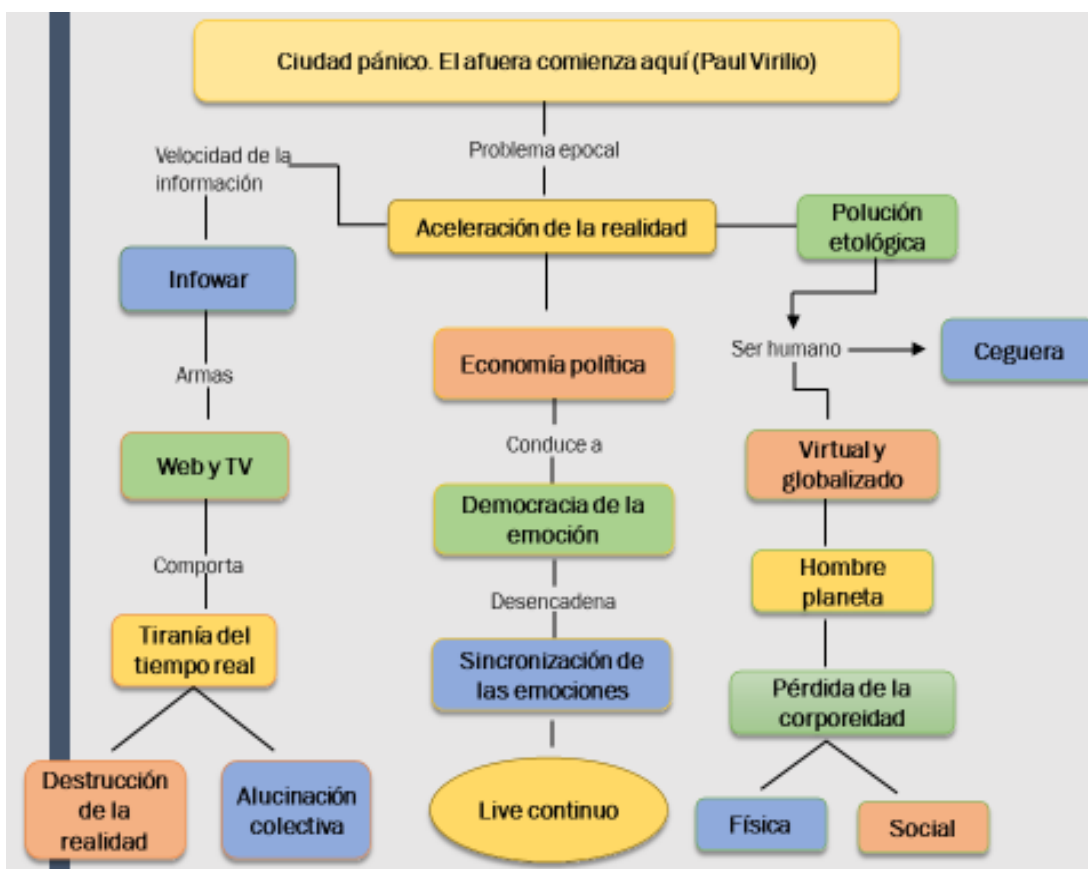 Ciudad pánico. El afuera comienza aquí (Paul Virilio)
Problema epocal
Velocidad de la
información
Aceleración de la realidad
Polución
etológica
Infowar
Economía política
Ser humano
Ceguera
Armas
Conduce a
Web y TV
Virtual y
globalizado
Democracia de la
emoción
Comporta
Desencadena
Hombre
planeta
Tiranía del
tiempo real
Sincronización de
las emociones
Pérdida de la
corporeidad
Destrucción
de la
realidad
Alucinación
colectiva
Live continuo
Física
Social